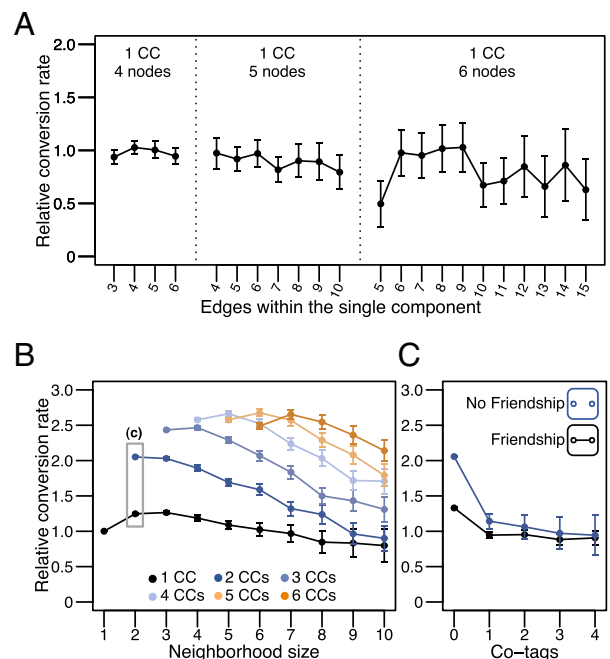 A
2.0
1.5
1.0
0.5
0
Relative conversion rate
1 CC
4 nodes
1 CC
5 nodes
1 CC
6 nodes
3 4 5 6 4 5 6 7 8 9 10 5 6 7 8 9 10 11 12 13 14 15
Edges within the single component
B
3.0
2.5
2.0
1.5
1.0
0.5
0
Relative conversion rate
(c)
1 CC 2 CCs 3 CCs
4 CCs 5 CCs 6 CCs
1 2 3 4 5 6 7 8 9 10
Neighborhood size
C
3.0
2.5
2.0
1.5
1.0
0.5
0
No Friendship
Friendship
0 1 2 3 4
Co-tags